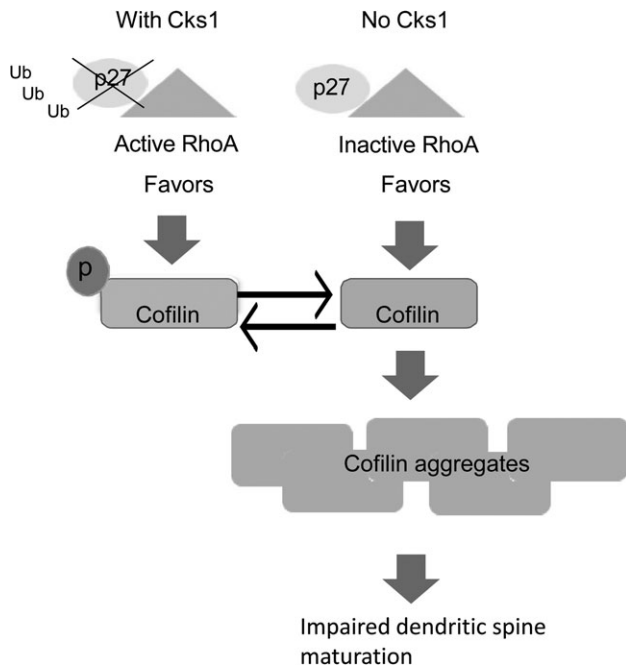 With Cks1
No Cks1
Ub
Ub
Ub
p27
p27
Active RhoA
Inactive RhoA
Favors
Favors
p
Cofilin
Cofilin
Cofilin aggregates
Impaired dendritic spine
maturation